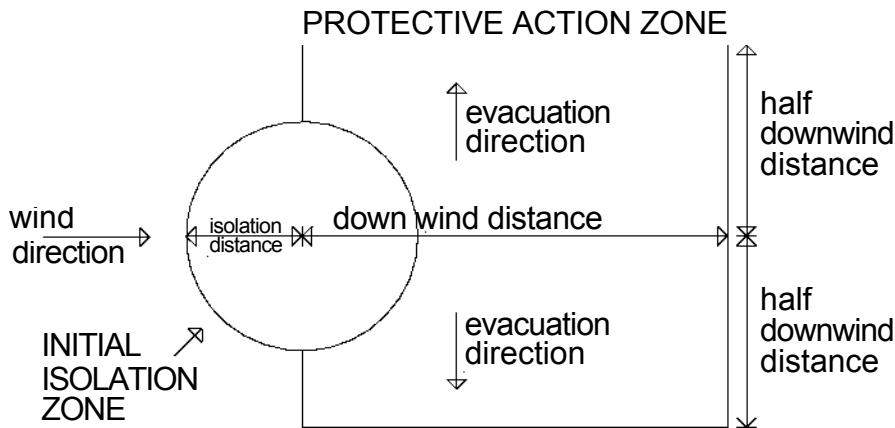 PROTECTIVE ACTION ZONE
evacuation
direction
half
downwind
distance
wind
direction
isolation
distance
down wind distance
evacuation
direction
half
downwind
distance
INITIAL
ISOLATION
ZONE